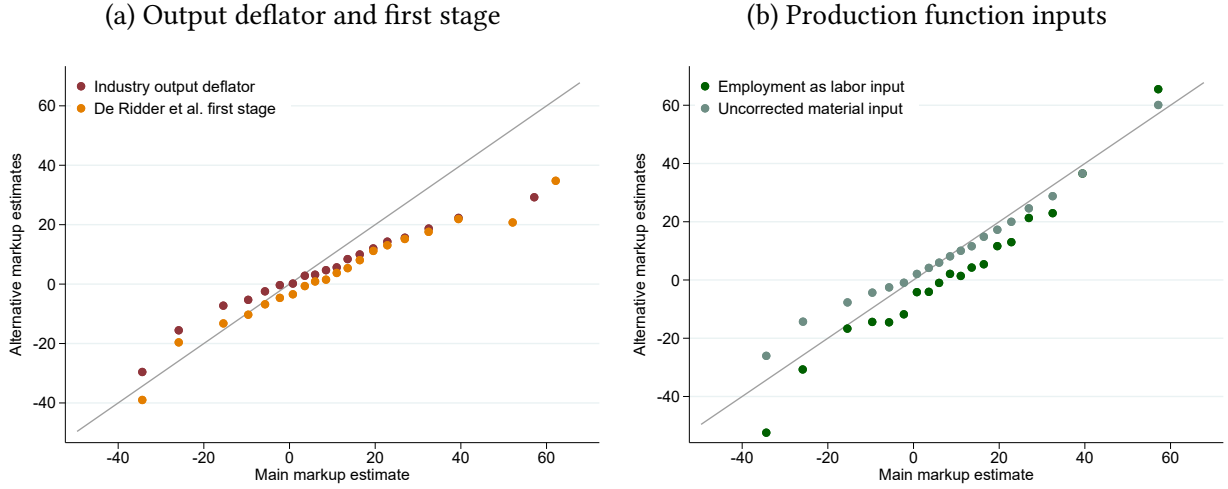 (a) Output deflator and first stage
Industry output deflator
De Ridder et al. first stage
Alternative markup estimates
60
40
20
0
-20
-40
-40
-20
0
20
40
60
Main markup estimate
(b) Production function inputs
Employment as labor input
Uncorrected material input
Alternative markup estimates
60
40
20
0
-20
-40
-40
-20
0
20
40
60
Main markup estimate